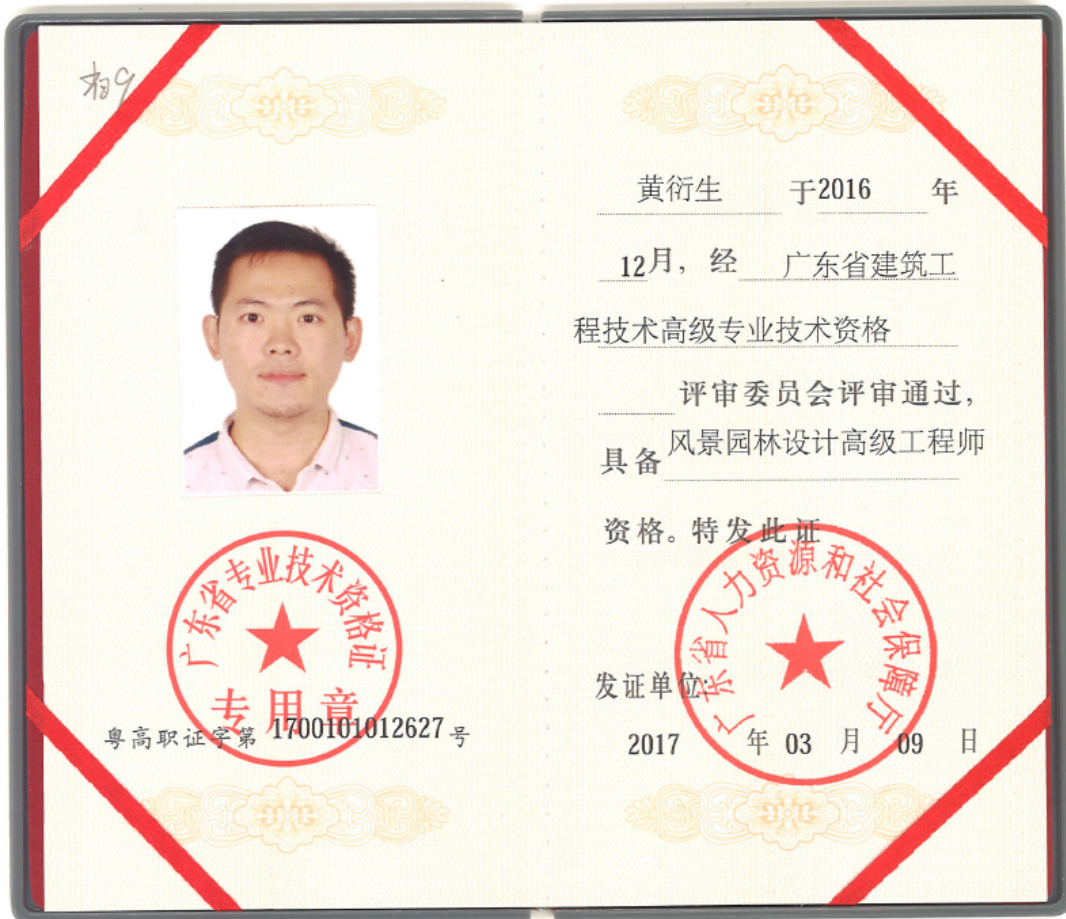 广东省专业技术资格证
专用章
粤高职证字第 1700101012627 号
黄衍生 于2016 年
12月，经 广东省建筑工
程技术高级专业技术资格
评审委员会评审通过，
具备 风景园林设计高级工程师
资格。特发此证
广东省人力资源和社会保障厅
发证单位:
2017 年 03 月 09 日